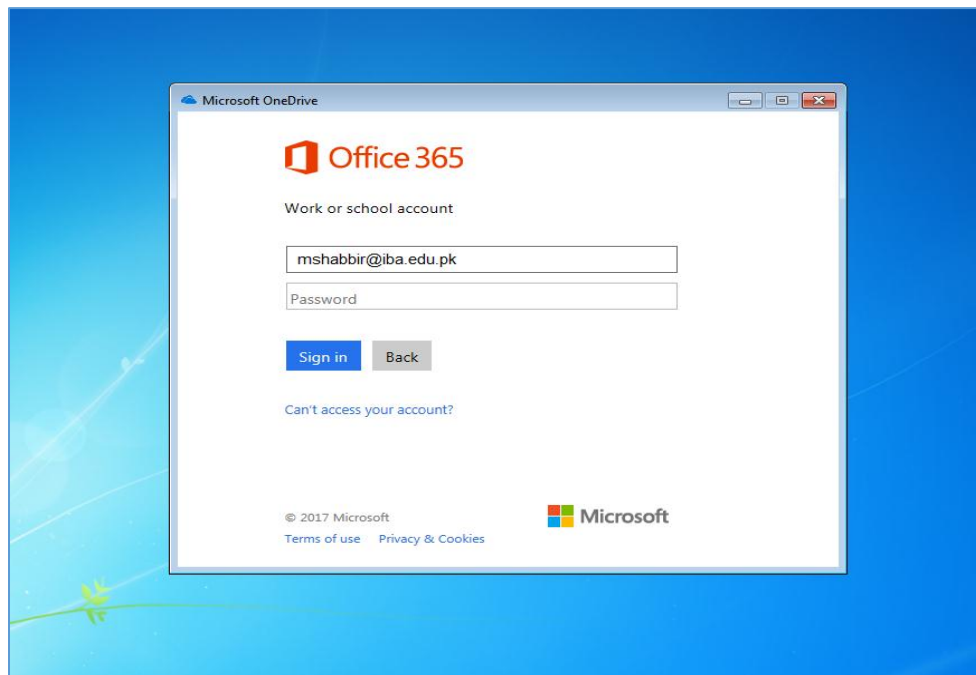 Microsoft OneDrive
Office 365
Work or school account
mshabbir@iba.edu.pk
Password
Sign in Back
Can't access your account?
© 2017 Microsoft
Microsoft
Terms of use Privacy & Cookies